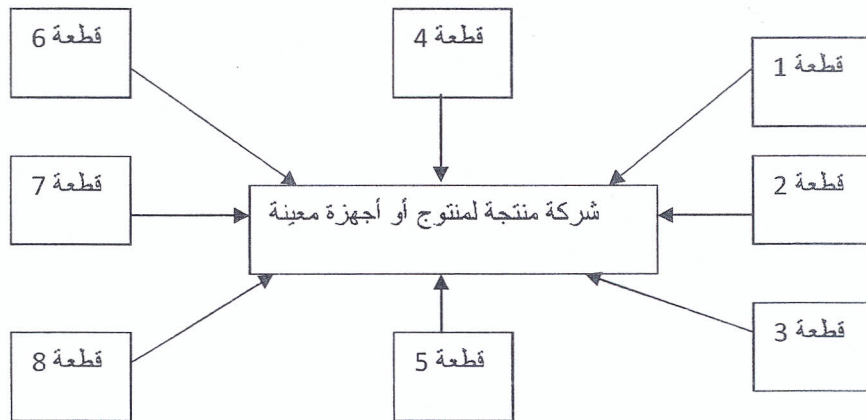 قطعة 1
قطعة 4
قطعة 6
قطعة 2
قطعة 7
شركة منتجة لمنتوج أو أجهزة معينة
قطعة 3
قطعة 5
قطعة 8